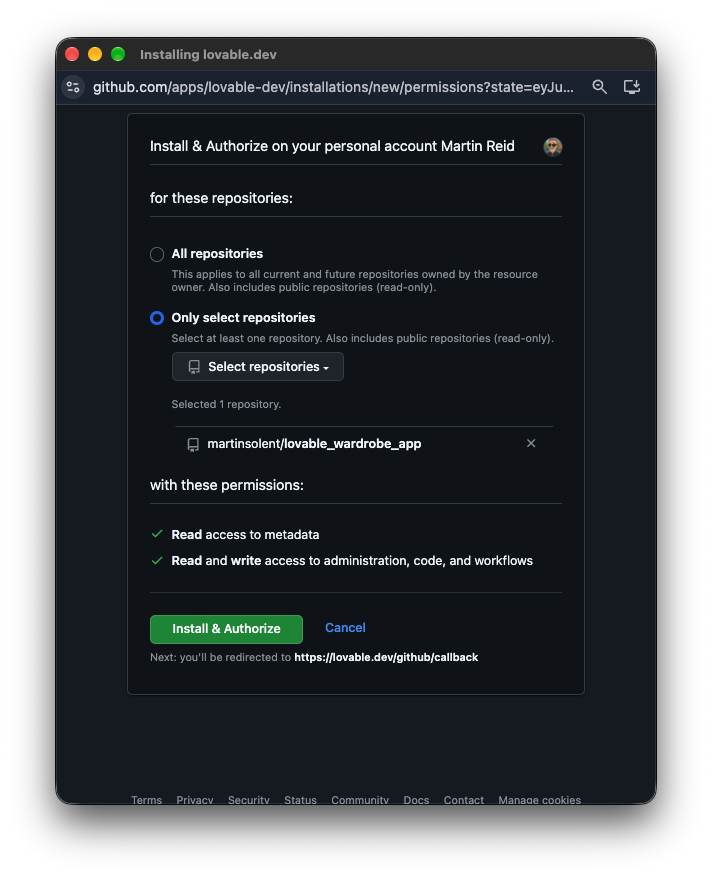 Installing lovable.dev
github.com/apps/lovable-dev/installations/new/permissions?state=eyJu...
Install & Authorize on your personal account Martin Reid
for these repositories:
All repositories
This applies to all current and future repositories owned by the resource
owner. Also includes public repositories (read-only).
Only select repositories
Select at least one repository. Also includes public repositories (read-only).
Select repositories
Selected 1 repository.
martinsolent/lovable_wardrobe_app
with these permissions:
Read access to metadata
Read and write access to administration, code, and workflows
Install & Authorize Cancel
Next: you'll be redirected to https://lovable.dev/github/callback
Terms Privacy Security Status Community Docs Contact Manage cookies